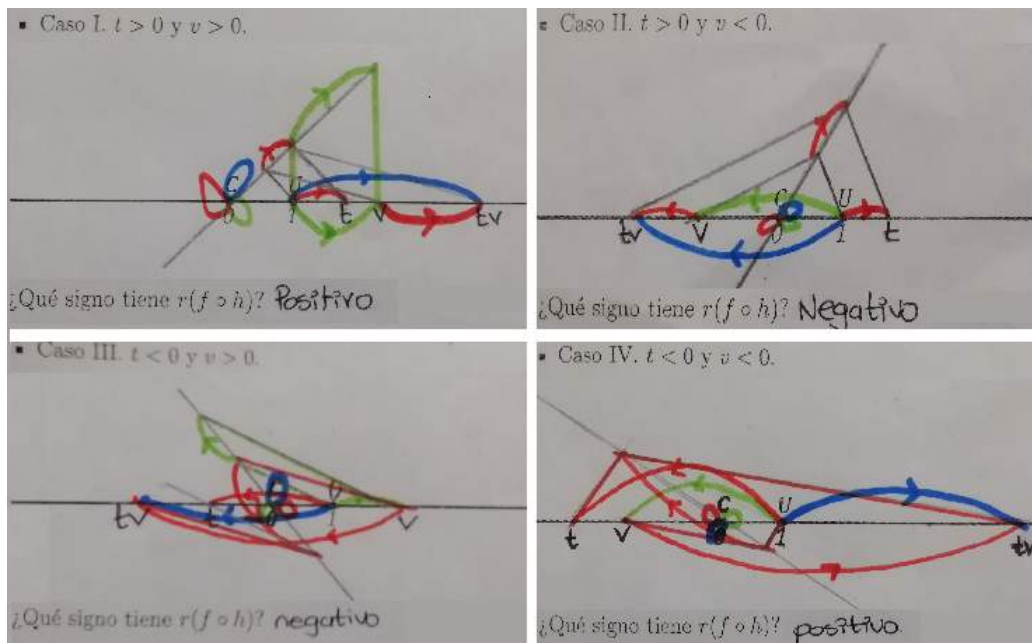 ▪ Caso I. t > 0 y v > 0.
C U
0 1 t v tv
¿Qué signo tiene r(f ∘ h)? Positivo
▪ Caso II. t > 0 y v < 0.
C U
tv v 0 1 t
¿Qué signo tiene r(f ∘ h)? Negativo
▪ Caso III. t < 0 y v > 0.
U
tv t 1 v
¿Qué signo tiene r(f ∘ h)? negativo
▪ Caso IV. t < 0 y v < 0.
C U
t v 1 tv
¿Qué signo tiene r(f ∘ h)? positivo